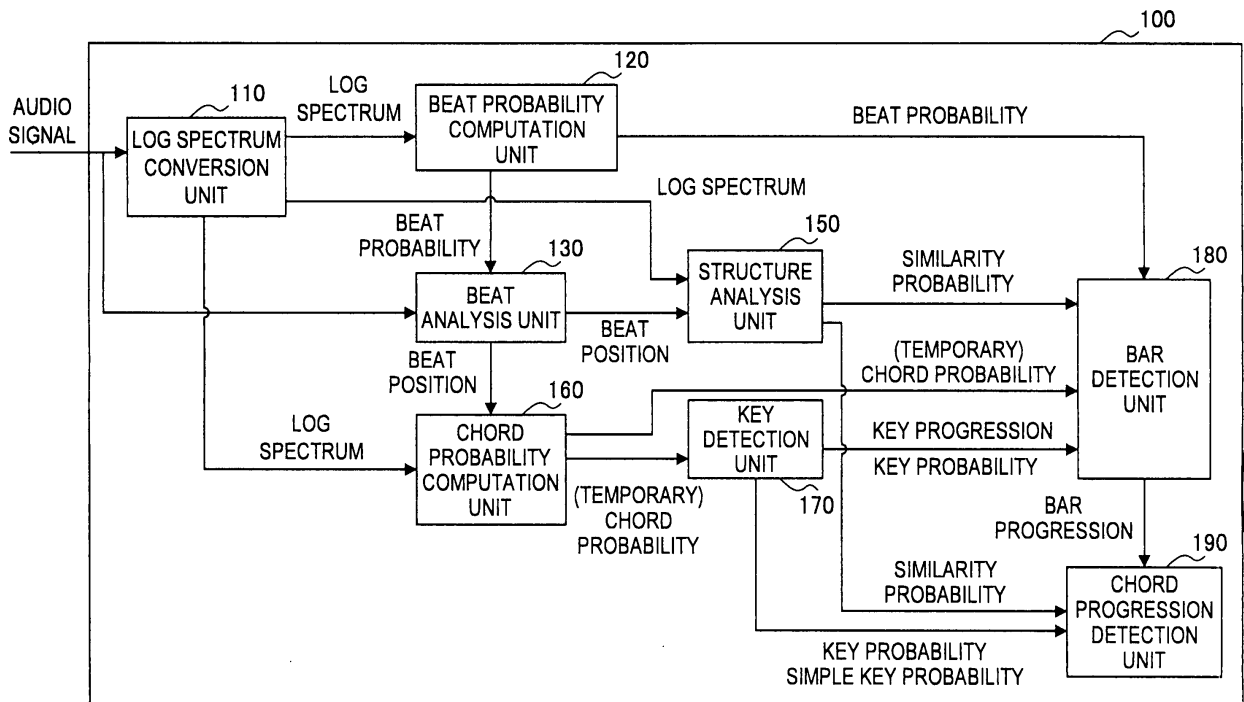 100
AUDIO
SIGNAL
110
LOG SPECTRUM
CONVERSION
UNIT
LOG
SPECTRUM
120
BEAT PROBABILITY
COMPUTATION
UNIT
BEAT PROBABILITY
LOG SPECTRUM
BEAT
PROBABILITY
130
BEAT
ANALYSIS UNIT
BEAT
POSITION
150
STRUCTURE
ANALYSIS
UNIT
SIMILARITY
PROBABILITY
180
BAR
DETECTION
UNIT
BEAT
POSITION
160
CHORD
PROBABILITY
COMPUTATION
UNIT
LOG
SPECTRUM
(TEMPORARY)
CHORD PROBABILITY
KEY
DETECTION
UNIT
170
KEY PROGRESSION
KEY PROBABILITY
(TEMPORARY)
CHORD
PROBABILITY
BAR
PROGRESSION
190
CHORD
PROGRESSION
DETECTION
UNIT
SIMILARITY
PROBABILITY
KEY PROBABILITY
SIMPLE KEY PROBABILITY